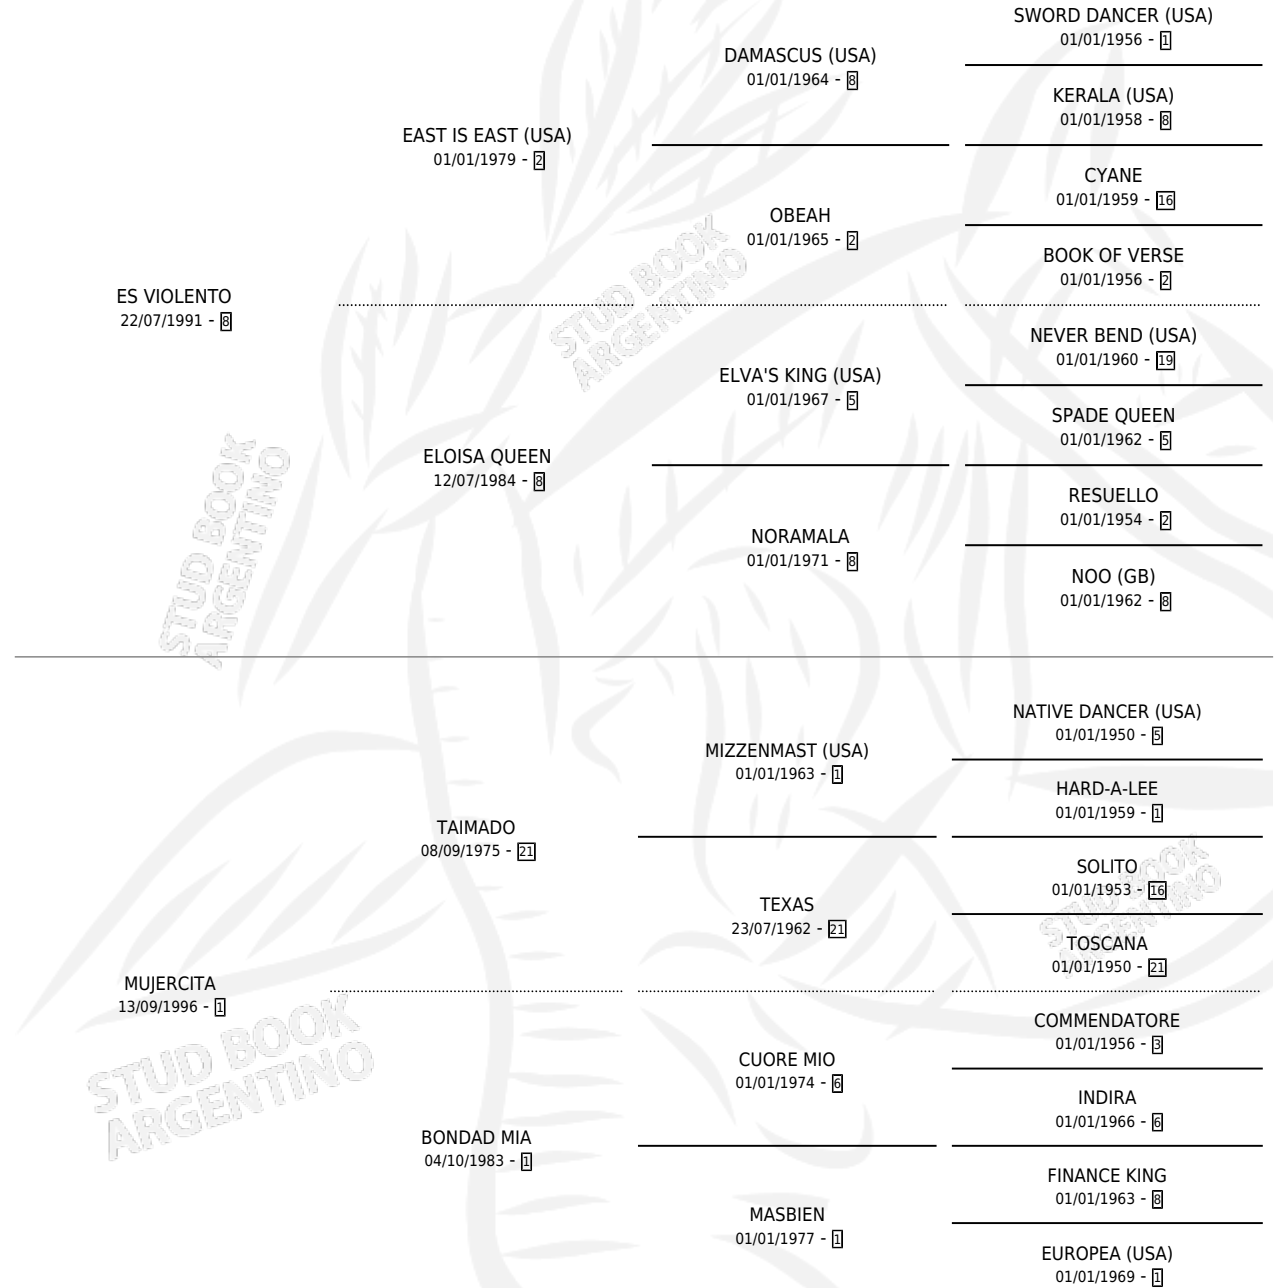 SWORD DANCER (USA)
01/01/1956 - 1
DAMASCUS (USA)
01/01/1964 - 8
KERALA (USA)
01/01/1958 - 8
EAST IS EAST (USA)
01/01/1979 - 2
CYANE
01/01/1959 - 16
OBEAH
01/01/1965 - 2
BOOK OF VERSE
01/01/1956 - 2
ES VIOLENTO
22/07/1991 - 8
STUD BOOK
ARGENTINO
NEVER BEND (USA)
01/01/1960 - 19
ELVA'S KING (USA)
01/01/1967 - 5
SPADE QUEEN
01/01/1962 - 5
ELOISA QUEEN
12/07/1984 - 8
RESUELLO
01/01/1954 - 2
NORAMALA
01/01/1971 - 8
NOO (GB)
01/01/1962 - 8
STUD BOOK
ARGENTINO
NATIVE DANCER (USA)
01/01/1950 - 5
MIZZENMAST (USA)
01/01/1963 - 1
HARD-A-LEE
01/01/1959 - 1
TAIMADO
08/09/1975 - 21
SOLITO
01/01/1953 - 16
TEXAS
23/07/1962 - 21
STUD BOOK
ARGENTINO
TOSCANA
01/01/1950 - 21
MUJERCITA
13/09/1996 - 1
STUD BOOK
ARGENTINO
COMMENDATORE
01/01/1956 - 3
CUORE MIO
01/01/1974 - 6
INDIRA
01/01/1966 - 6
BONDAD MIA
04/10/1983 - 1
FINANCE KING
01/01/1963 - 8
MASBIEN
01/01/1977 - 1
EUROPEA (USA)
01/01/1969 - 1